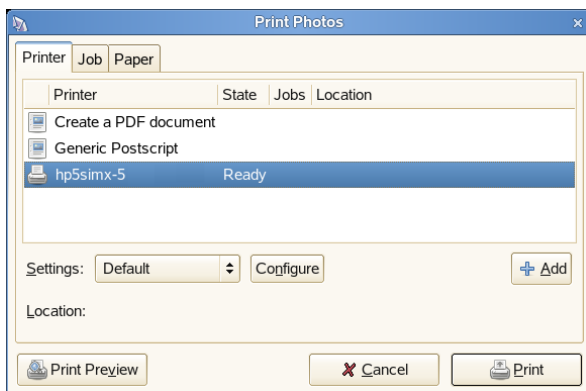 Print Photos
Printer Job Paper
Printer State Jobs Location
Create a PDF document
Generic Postscript
hp5simx-5 Ready
Settings: Default Configure Add
Location:
Print Preview Cancel Print